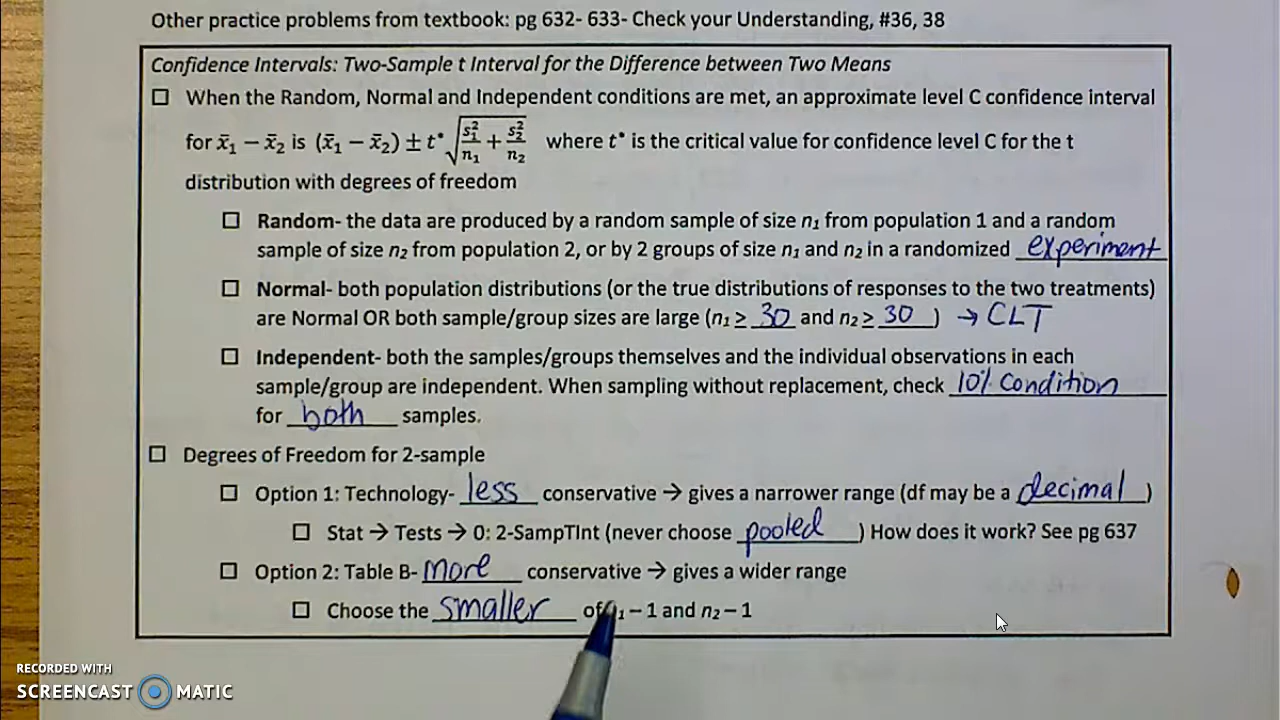 Other practice problems from textbook: pg 632- 633- Check your Understanding, #36, 38
Confidence Intervals: Two-Sample t Interval for the Difference between Two Means
☐ When the Random, Normal and Independent conditions are met, an approximate level C confidence interval
for x̄₁ − x̄₂ is (x̄₁ − x̄₂) ± t* √(s₁²/n₁ + s₂²/n₂) where t* is the critical value for confidence level C for the t
distribution with degrees of freedom
☐ Random- the data are produced by a random sample of size n₁ from population 1 and a random
sample of size n₂ from population 2, or by 2 groups of size n₁ and n₂ in a randomized experiment
☐ Normal- both population distributions (or the true distributions of responses to the two treatments)
are Normal OR both sample/group sizes are large (n₁ ≥ 30 and n₂ ≥ 30 ) → CLT
☐ Independent- both the samples/groups themselves and the individual observations in each
sample/group are independent. When sampling without replacement, check 10% Condition
for both samples.
☐ Degrees of Freedom for 2-sample
☐ Option 1: Technology- less conservative → gives a narrower range (df may be a decimal )
☐ Stat → Tests → 0: 2-SampTInt (never choose pooled ) How does it work? See pg 637
☐ Option 2: Table B- more conservative → gives a wider range
☐ Choose the smaller of ₁ − 1 and n₂ − 1
RECORDED WITH
SCREENCAST MATIC